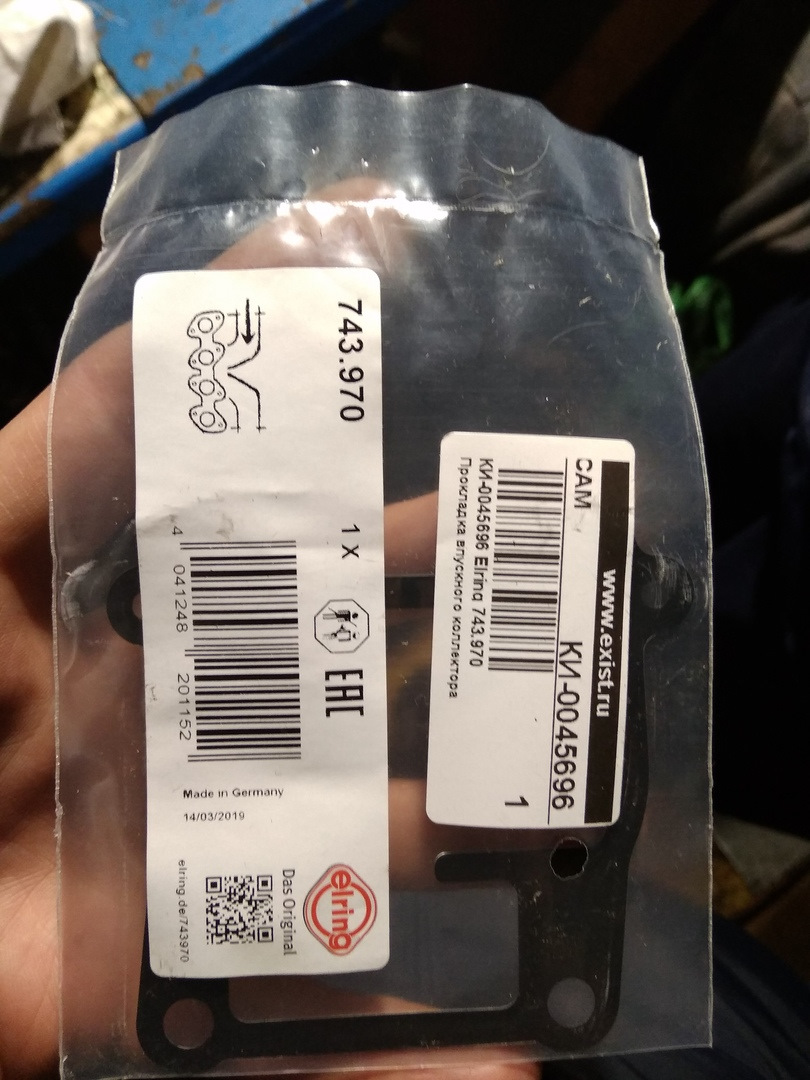 743.970
1 X
EAC
4 041248 201152
Made in Germany
14/03/2019
elring
Das Original
elring.de/743970
www.exist.ru
САМ
КИ-0045696
1
КИ-0045696 Elring 743.970
Прокладка впускного коллектора